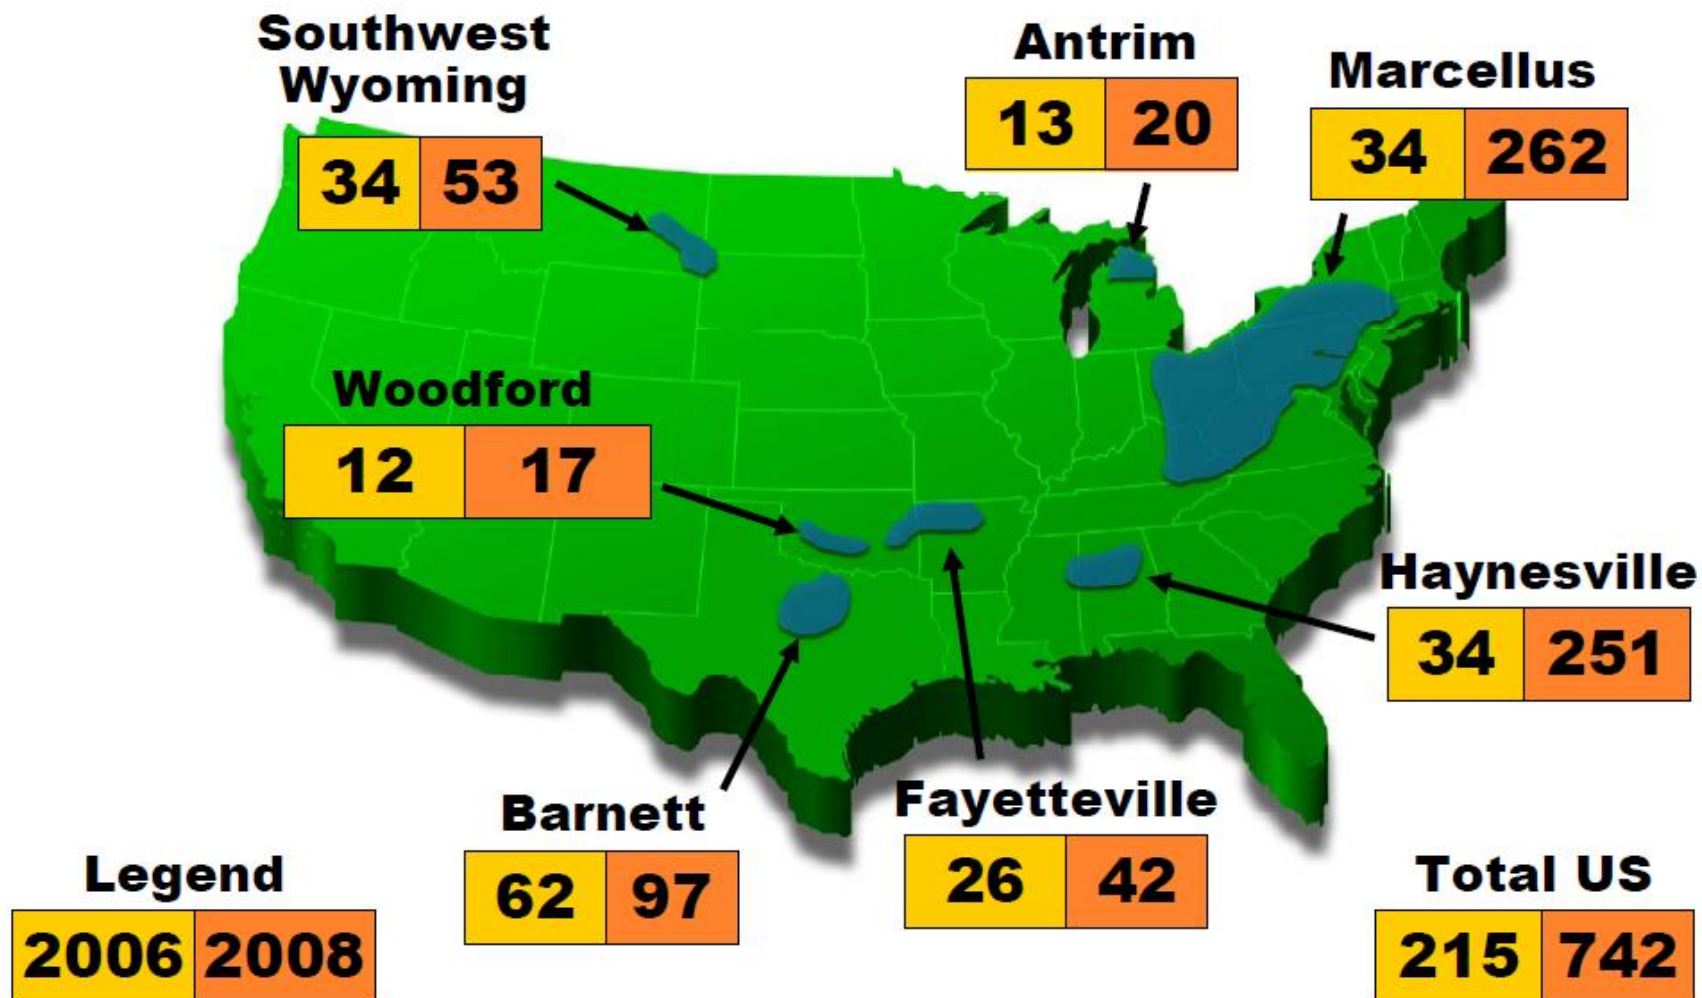 Southwest
Wyoming
34 53
Antrim
13 20
Marcellus
34 262
Woodford
12 17
Haynesville
34 251
Barnett
62 97
Fayetteville
26 42
Legend
2006 2008
Total US
215 742